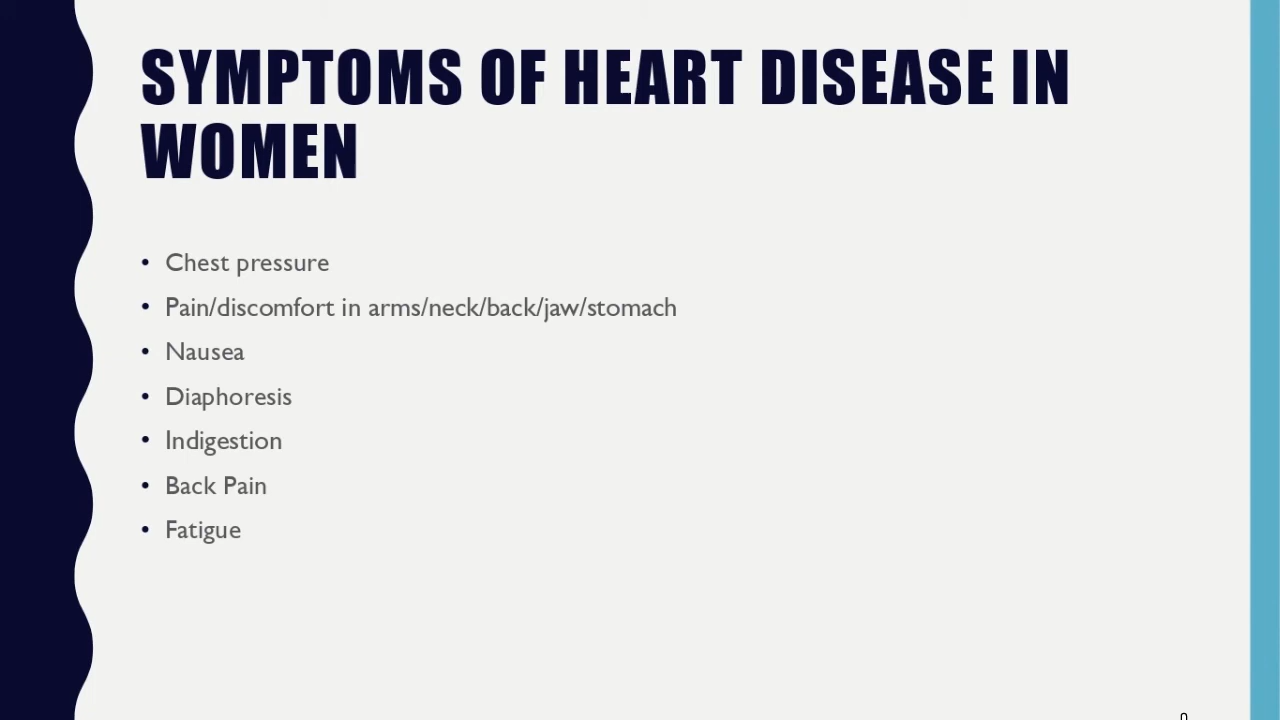 SYMPTOMS OF HEART DISEASE IN
WOMEN
• Chest pressure
• Pain/discomfort in arms/neck/back/jaw/stomach
• Nausea
• Diaphoresis
• Indigestion
• Back Pain
• Fatigue